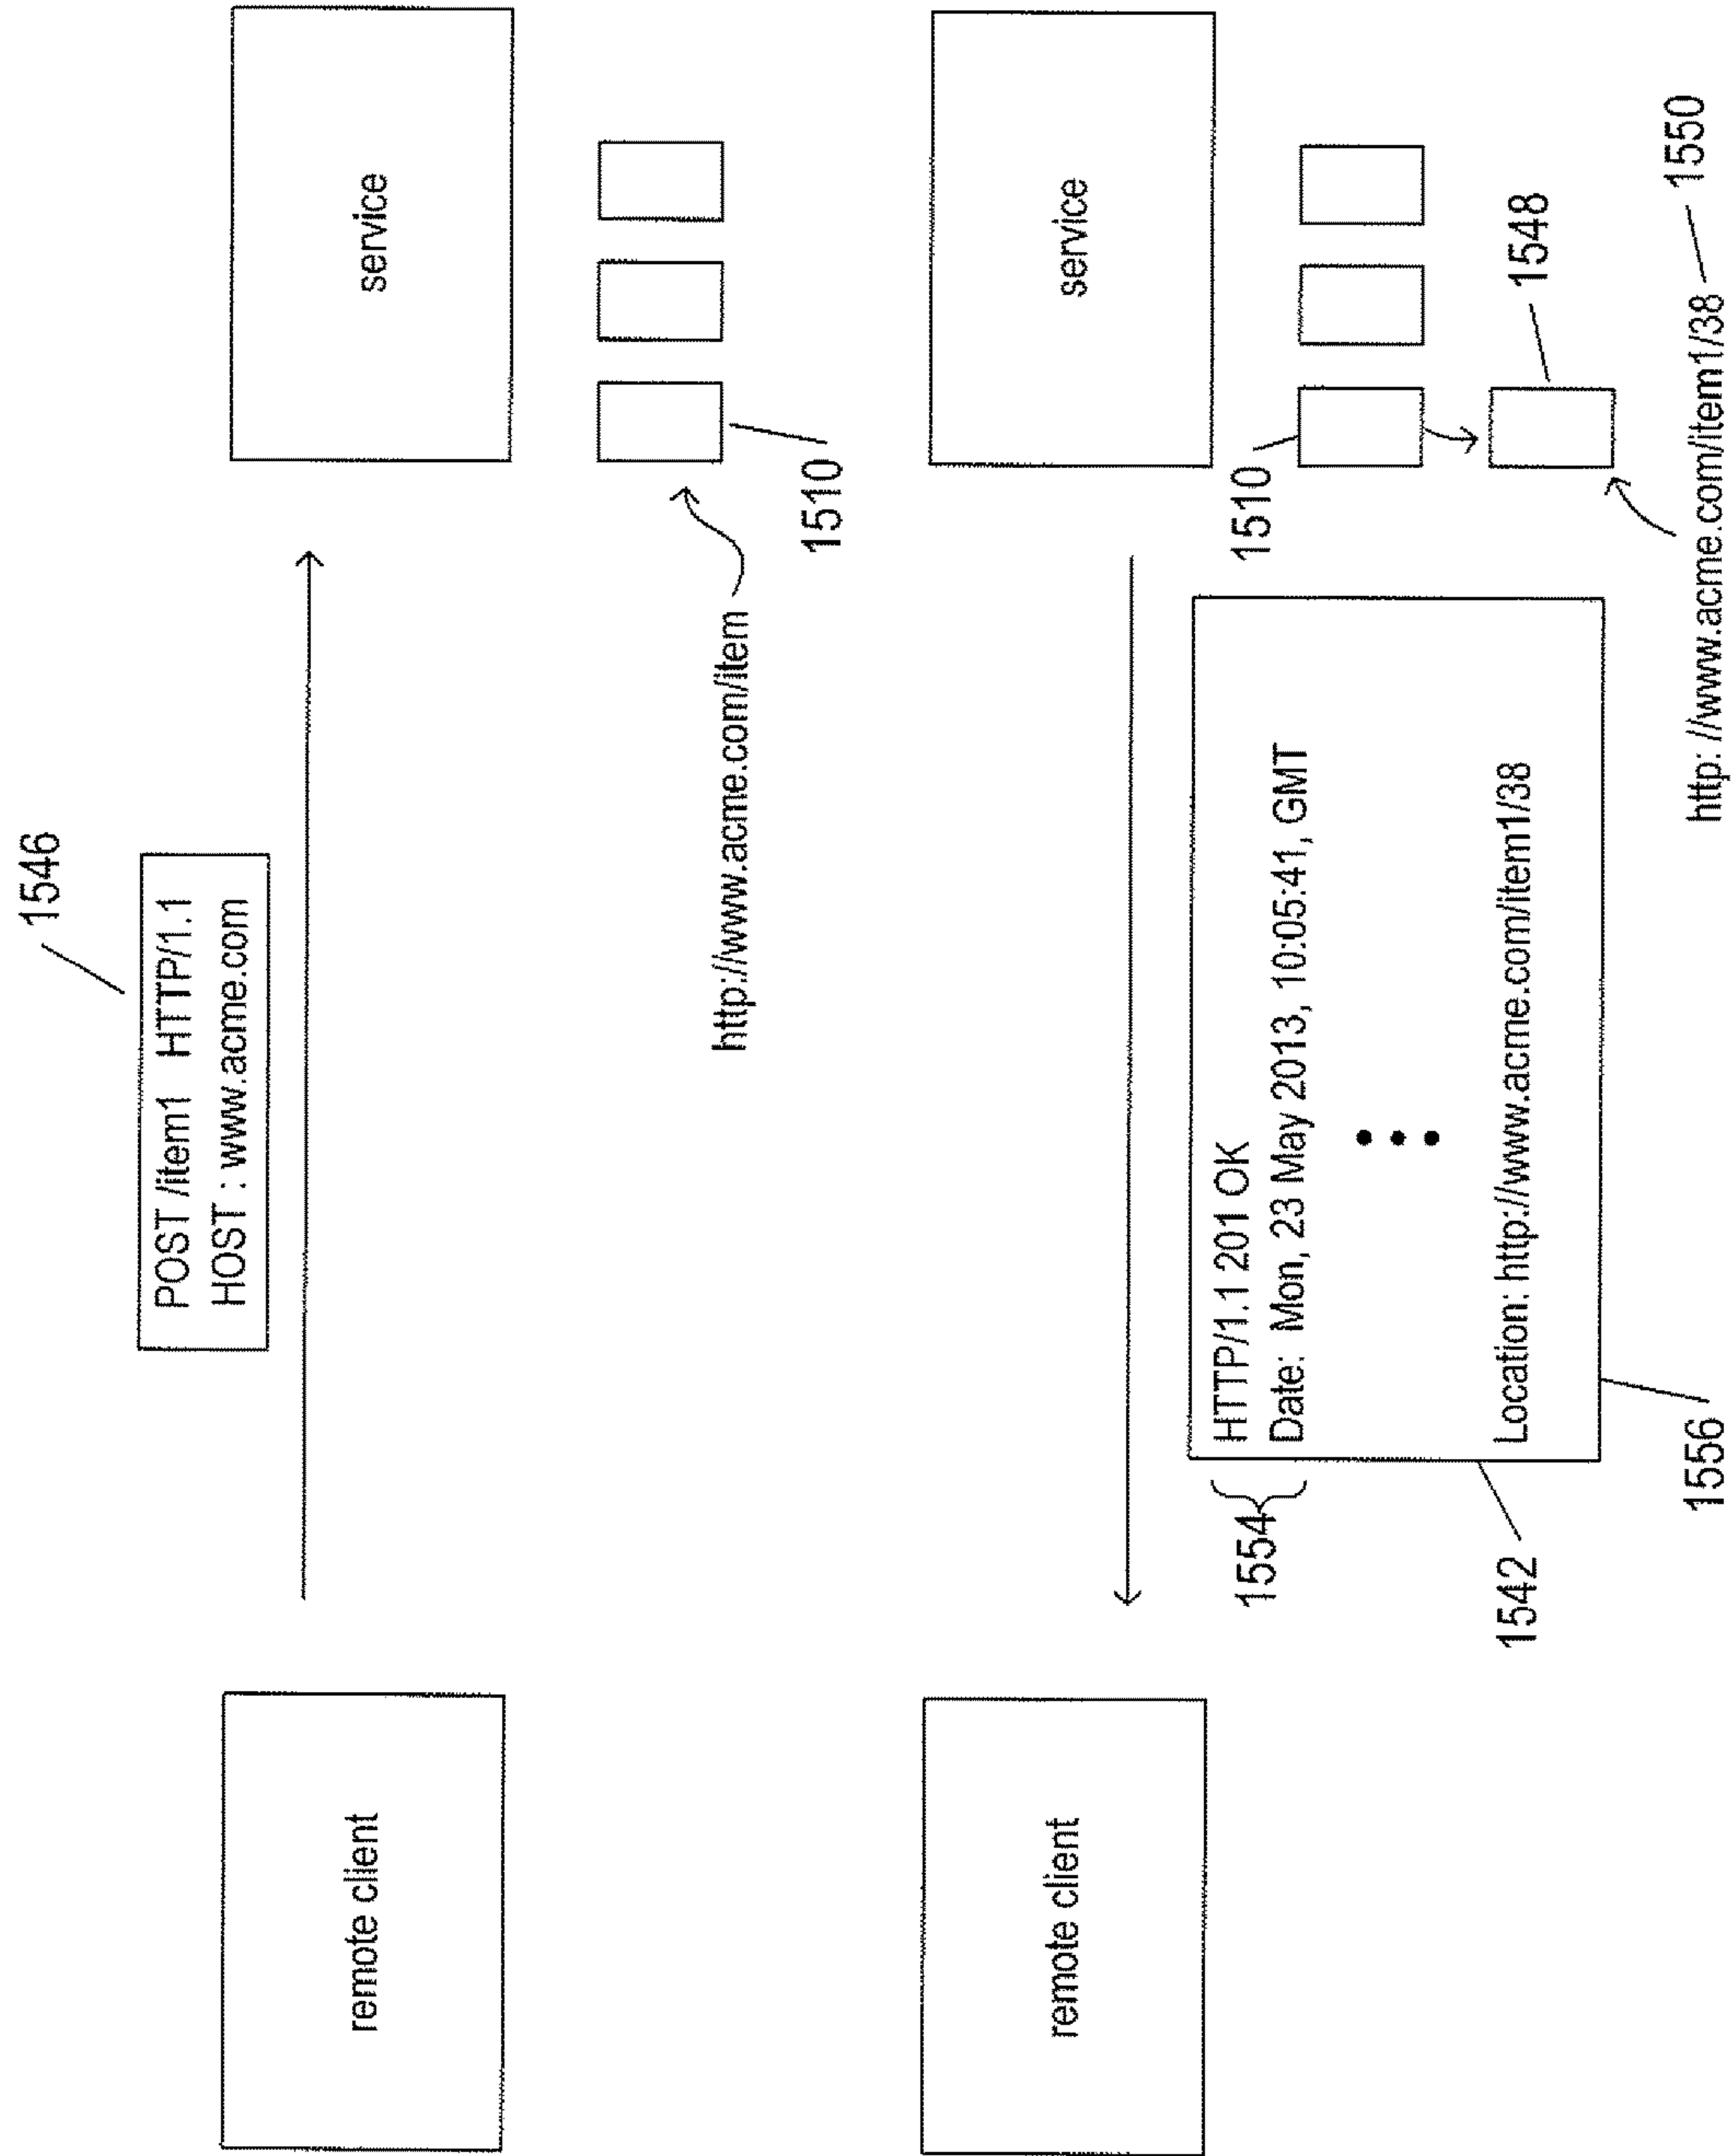 1546
POST /item1 HTTP/1.1
HOST : www.acme.com
remote client
service
http://www.acme.com/item
1510
remote client
service
1510
1554
HTTP/1.1 201 OK
Date: Mon, 23 May 2013, 10:05:41, GMT
Location: http://www.acme.com/item1/38
1542
1556
1548
http: //www.acme.com/item1/38
1550